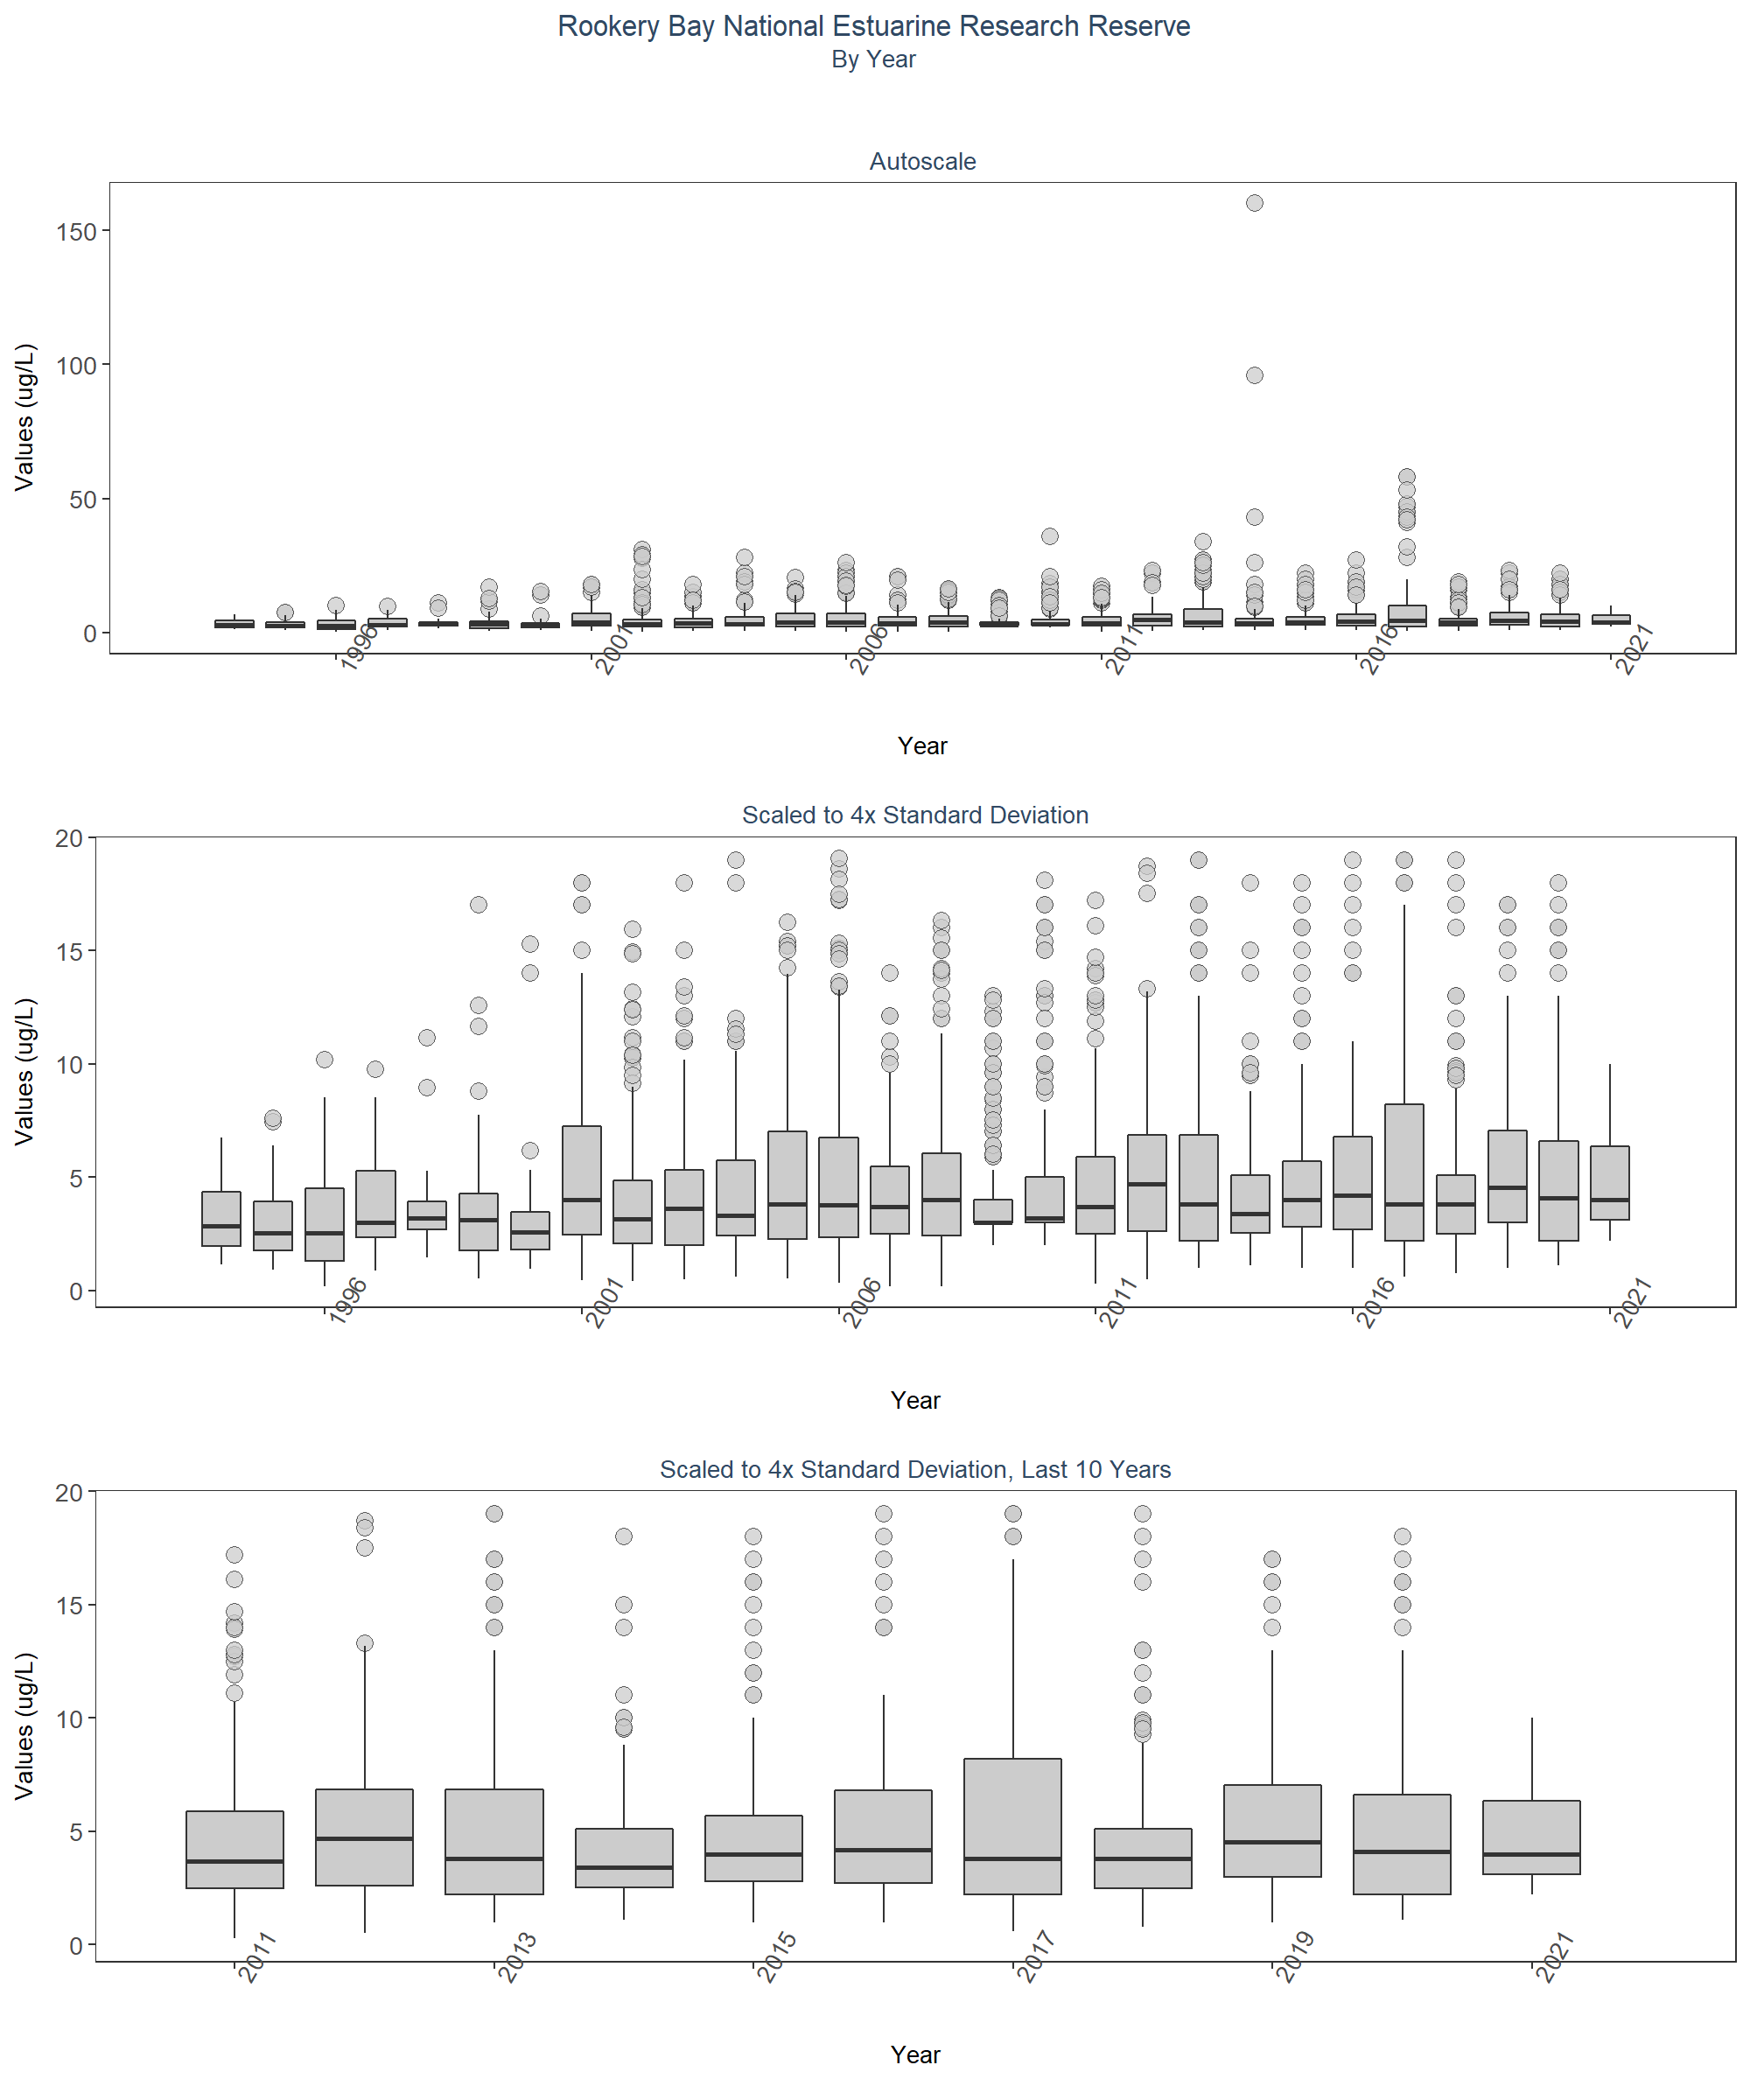 Rookery Bay National Estuarine Research Reserve
By Year
Autoscale
Values (ug/L)
150
100
50
0
1996
2001
2006
2011
2016
2021
Year
Scaled to 4x Standard Deviation
Values (ug/L)
20
15
10
5
0
1996
2001
2006
2011
2016
2021
Year
Scaled to 4x Standard Deviation, Last 10 Years
Values (ug/L)
20
15
10
5
0
2011
2013
2015
2017
2019
2021
Year